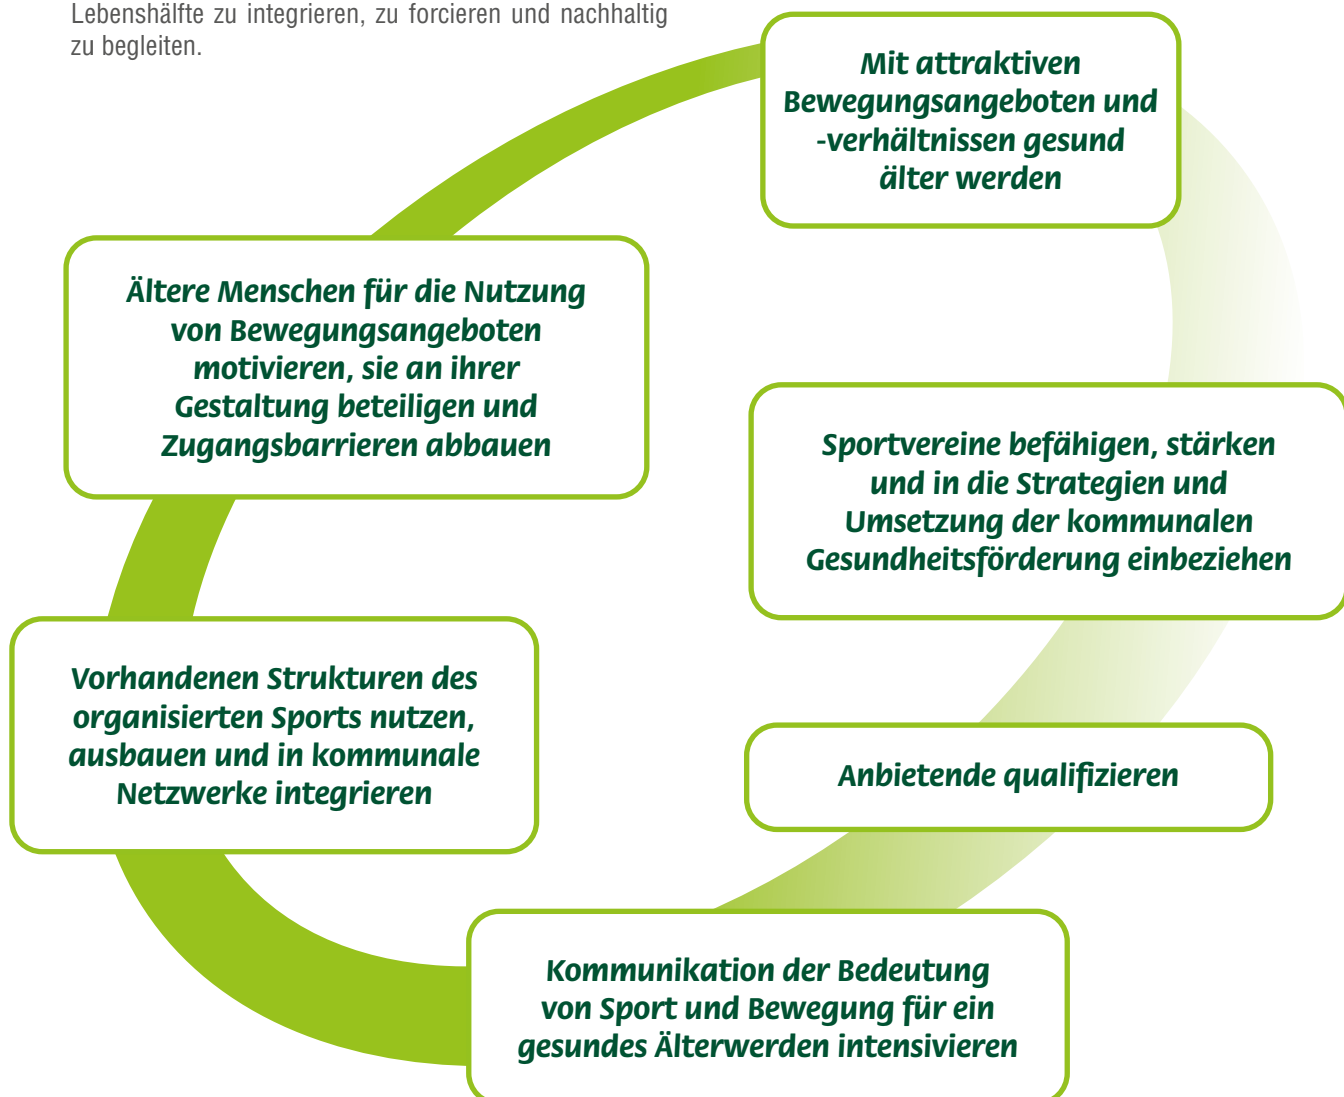 Lebenshälfte zu integrieren, zu forcieren und nachhaltig
zu begleiten.
Mit attraktiven
Bewegungsangeboten und
-verhältnissen gesund
älter werden
Ältere Menschen für die Nutzung
von Bewegungsangeboten
motivieren, sie an ihrer
Gestaltung beteiligen und
Zugangsbarrieren abbauen
Sportvereine befähigen, stärken
und in die Strategien und
Umsetzung der kommunalen
Gesundheitsförderung einbeziehen
Vorhandenen Strukturen des
organisierten Sports nutzen,
ausbauen und in kommunale
Netzwerke integrieren
Anbietende qualifizieren
Kommunikation der Bedeutung
von Sport und Bewegung für ein
gesundes Älterwerden intensivieren